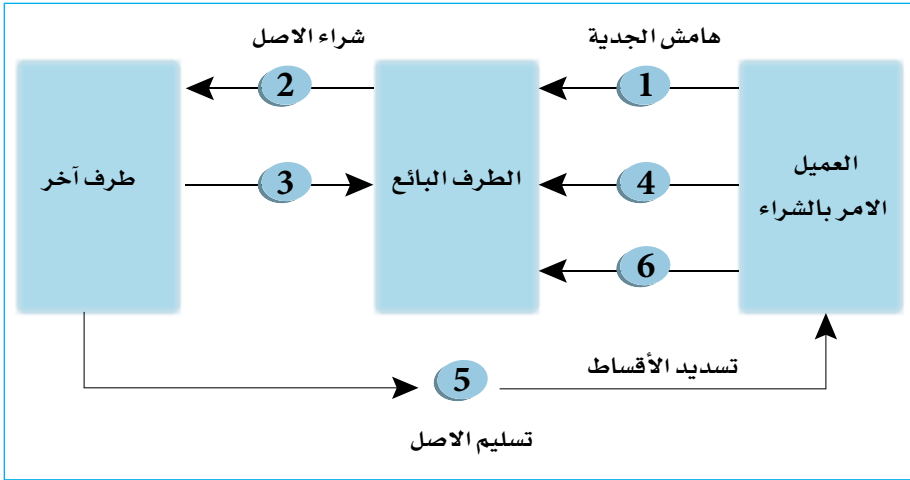 هامش الجدية
شراء الاصل
1
2
العميل
الامر بالشراء
الطرف البائع
طرف آخر
4
3
6
تسديد الأقساط
5
تسليم الاصل